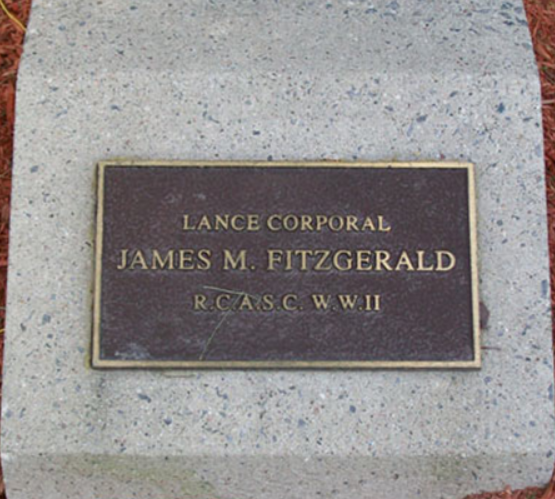 LANCE CORPORAL
JAMES M. FITZGERALD
R.C.A.S.C. W.W.II